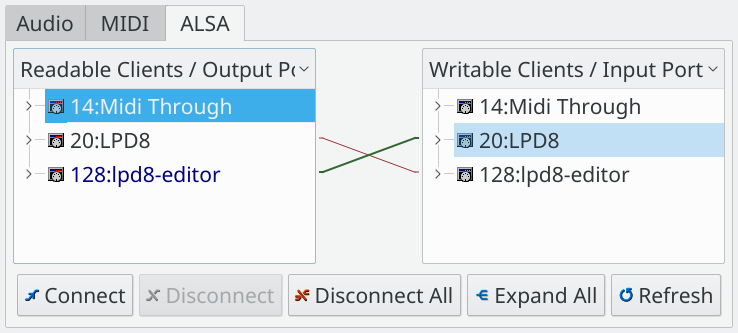 Audio MIDI ALSA
Readable Clients / Output Po Writable Clients / Input Port
14:Midi Through 14:Midi Through
20:LPD8 20:LPD8
128:lpd8-editor 128:lpd8-editor
Connect Disconnect Disconnect All Expand All Refresh